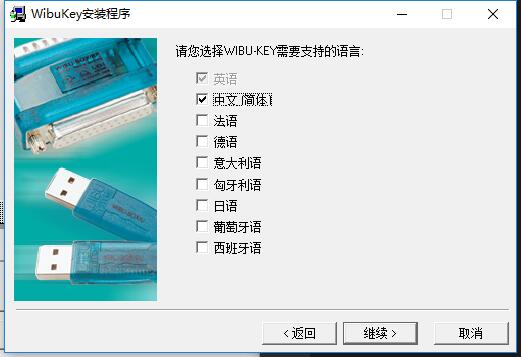 WibuKey安装程序
请您选择WIBU-KEY需要支持的语言:
英语
中文 (简体)
法语
德语
意大利语
匈牙利语
日语
葡萄牙语
西班牙语
< 返回
继续 >
取消